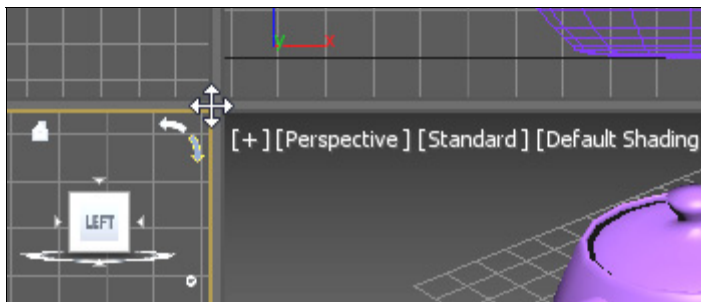 y x
[+] [Perspective] [Standard] [Default Shading
LEFT